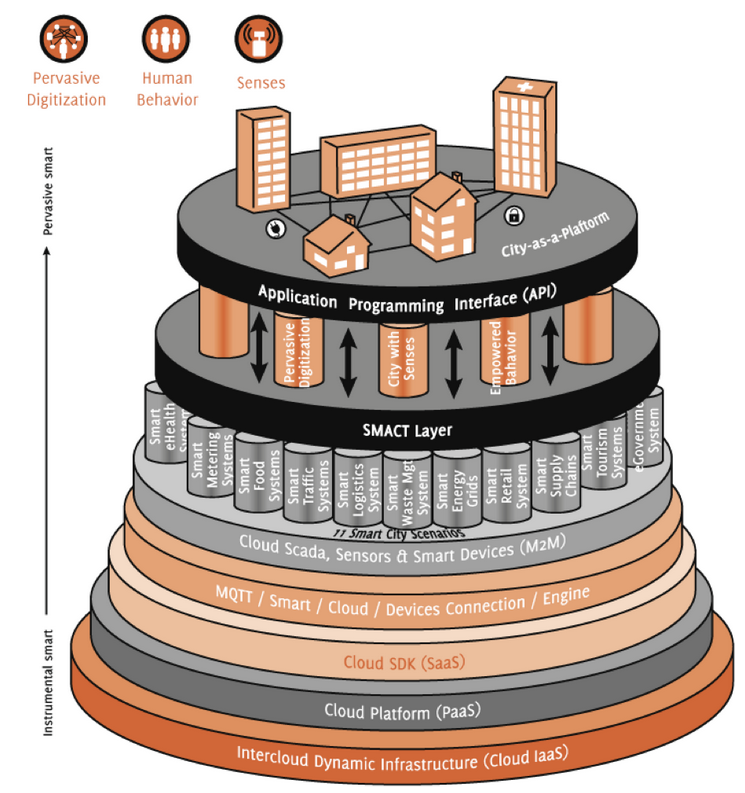 Pervasive
Digitization
Human
Behavior
Senses
Pervasive smart
Instrumental smart
City-as-a-Plaftorm
Application Programming Interface (API)
Pervasive
Digitization
City with
Senses
Empowered
Bahavior
SMACT Layer
Smart
eHealth
System
Smart
Metering
Systems
Smart
Food
Systems
Smart
Traffic
Systems
Smart
Logistics
System
Smart
Waste Mgt
System
Smart
Energy
Grids
Smart
Retail
System
Smart
Supply
Chains
Smart
Tourism
Systems
eGovernme
System
11 Smart City Scenarios
Cloud Scada, Sensors & Smart Devices (M2M)
MQTT / Smart / Cloud / Devices Connection / Engine
Cloud SDK (SaaS)
Cloud Platform (PaaS)
Intercloud Dynamic Infrastructure (Cloud IaaS)